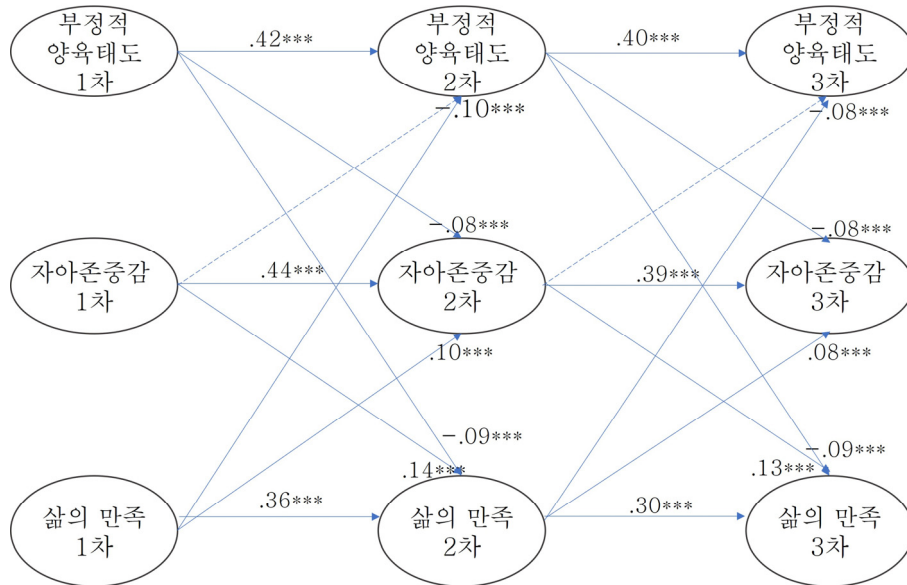 부정적
양육태도
1차
.42***
부정적
양육태도
2차
.40***
부정적
양육태도
3차
-.10***
-.08***
-.08***
-.08***
자아존중감
1차
.44***
자아존중감
2차
.39***
자아존중감
3차
.10***
.08***
-.09***
-.09***
.14***
.13***
삶의 만족
1차
.36***
삶의 만족
2차
.30***
삶의 만족
3차